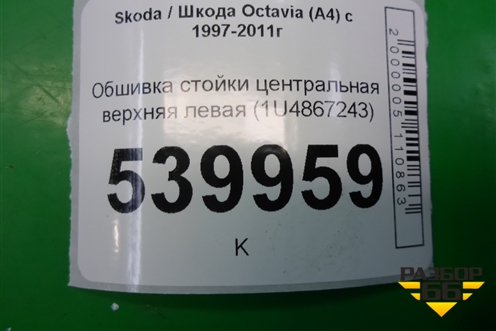 Skoda / Шкода Octavia (A4) с
1997-2011г
Обшивка стойки центральная
верхняя левая (1U4867243)
539959
К
2000005110863
РАЗБОР
66